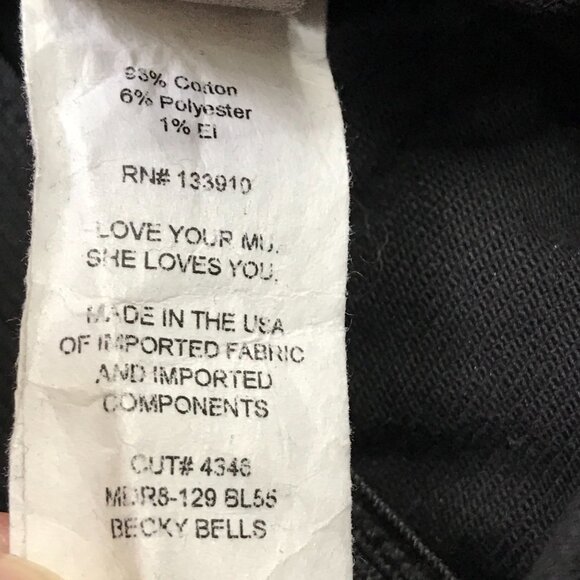 93% Cotton
6% Polyester
1% El
RN# 133910
LOVE YOUR MU.
SHE LOVES YOU.
MADE IN THE USA
OF IMPORTED FABRIC
AND IMPORTED
COMPONENTS
CUT# 4346
MDR8-129 BL55
BECKY BELLS